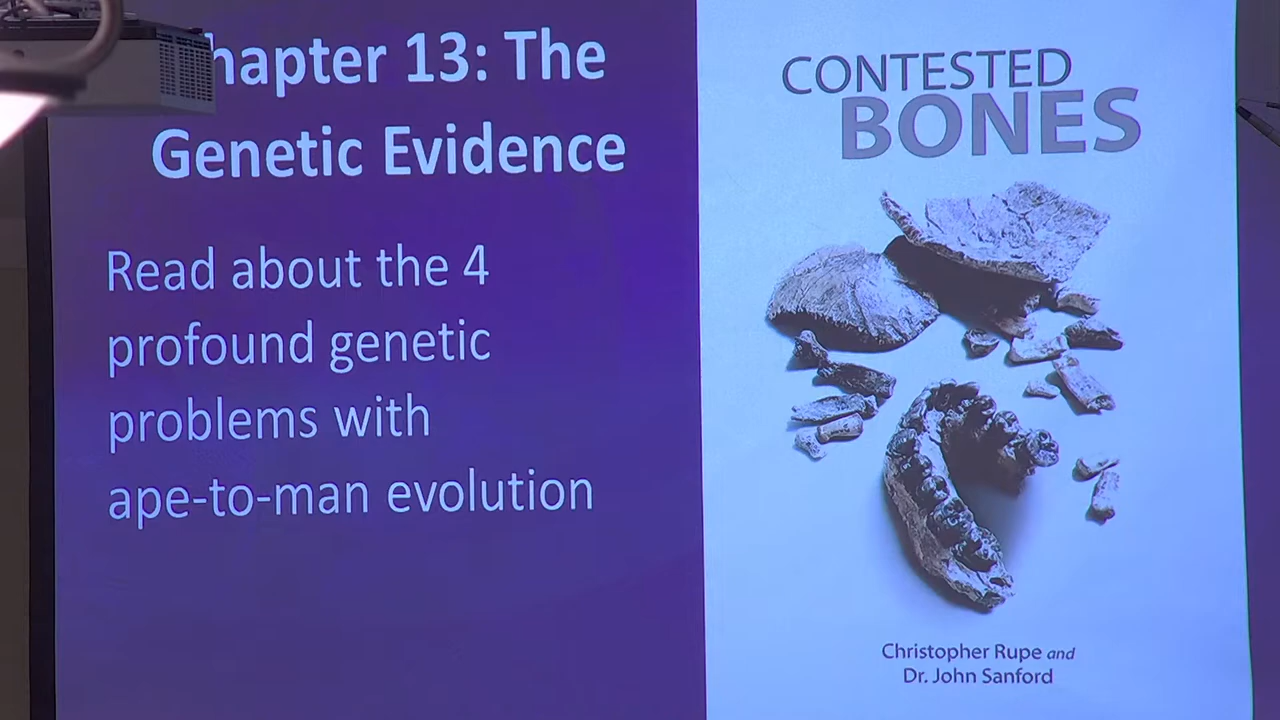 hapter 13: The
Genetic Evidence
Read about the 4
profound genetic
problems with
ape-to-man evolution
CONTESTED
BONES
Christopher Rupe and
Dr. John Sanford